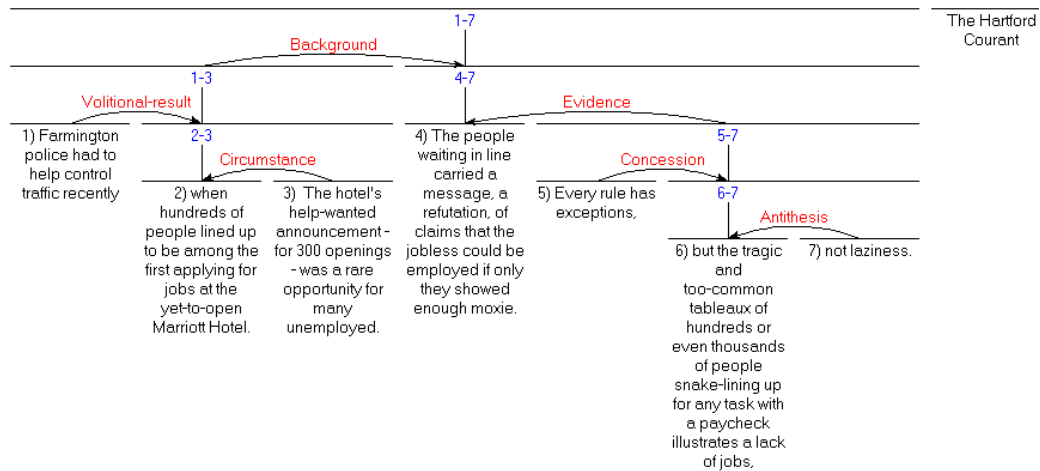 1-7
The Hartford
Courant
Background
1-3
4-7
Volitional-result
Evidence
1) Farmington
police had to
help control
traffic recently
2-3
4) The people
waiting in line
carried a
message, a
refutation, of
claims that the
jobless could be
employed if only
they showed
enough moxie.
5-7
Circumstance
Concession
2) when
hundreds of
people lined up
to be among the
first applying for
jobs at the
yet-to-open
Marriott Hotel.
3) The hotel's
help-wanted
announcement -
for 300 openings
- was a rare
opportunity for
many
unemployed.
5) Every rule has
exceptions,
6-7
Antithesis
6) but the tragic
and
too-common
tableaux of
hundreds or
even thousands
of people
snake-lining up
for any task with
a paycheck
illustrates a lack
of jobs,
7) not laziness.